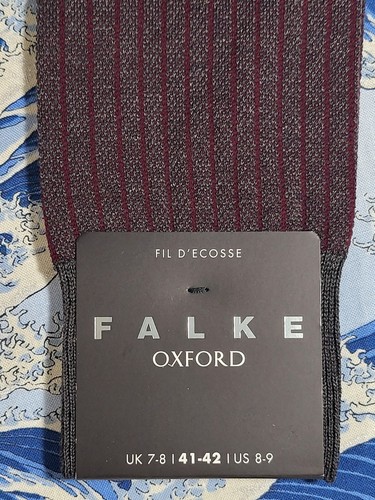 FIL D'ECOSSE
FALKE
OXFORD
UK 7-8 | 41-42 | US 8-9